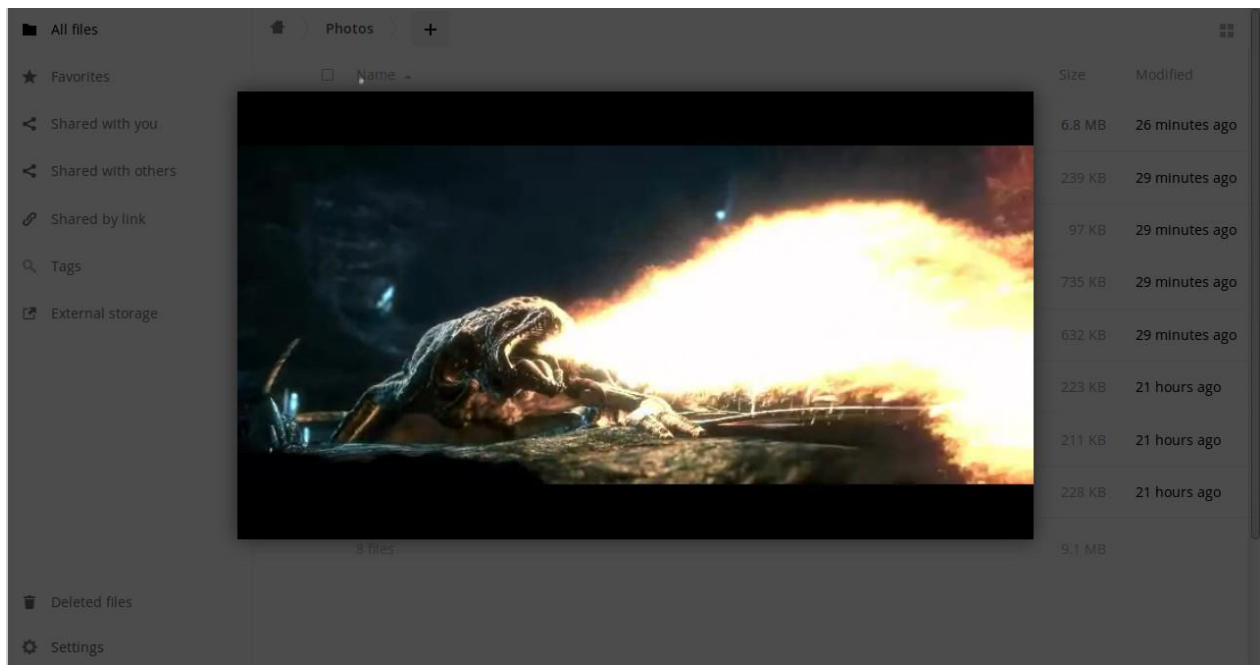 All files
Photos +
Favorites
Name
Size
Modified
Shared with you
6.8 MB 26 minutes ago
Shared with others
239 KB 29 minutes ago
Shared by link
97 KB 29 minutes ago
Tags
735 KB 29 minutes ago
External storage
632 KB 29 minutes ago
223 KB 21 hours ago
211 KB 21 hours ago
228 KB 21 hours ago
8 files 9.1 MB
Deleted files
Settings